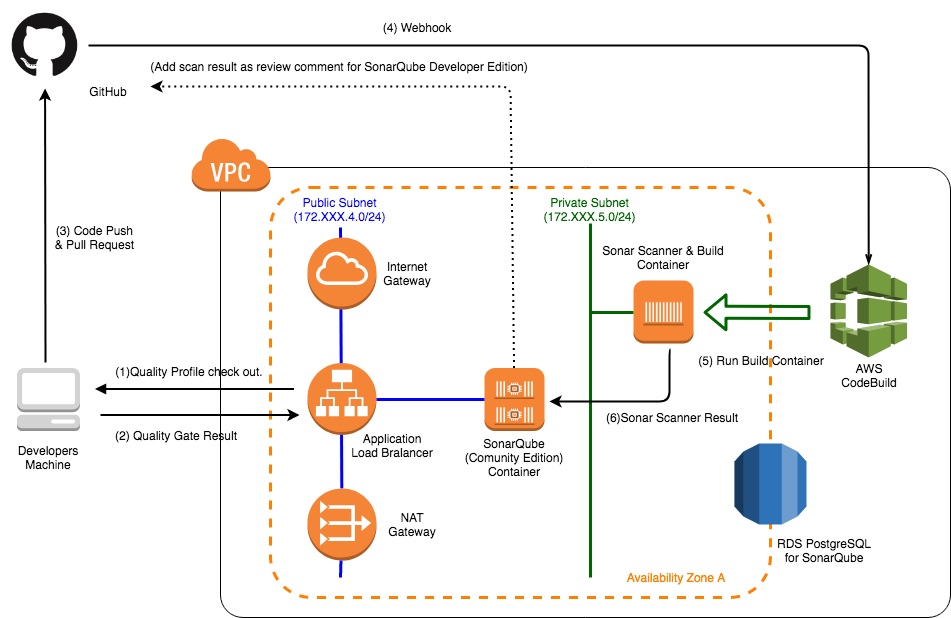 (4) Webhook
(Add scan result as review comment for SonarQube Developer Edition)
GitHub
VPC
Public Subnet
(172.XXX.4.0/24)
Private Subnet
(172.XXX.5.0/24)
(3) Code Push
& Pull Request
Internet
Gateway
Sonar Scanner & Build
Container
(5) Run Build Container
AWS
CodeBuild
(1)Quality Profile check out.
(2) Quality Gate Result
(6)Sonar Scanner Result
Developers
Machine
Application
Load Bralancer
SonarQube
(Comunity Edition)
Container
NAT
Gateway
RDS PostgreSQL
for SonarQube
Availability Zone A